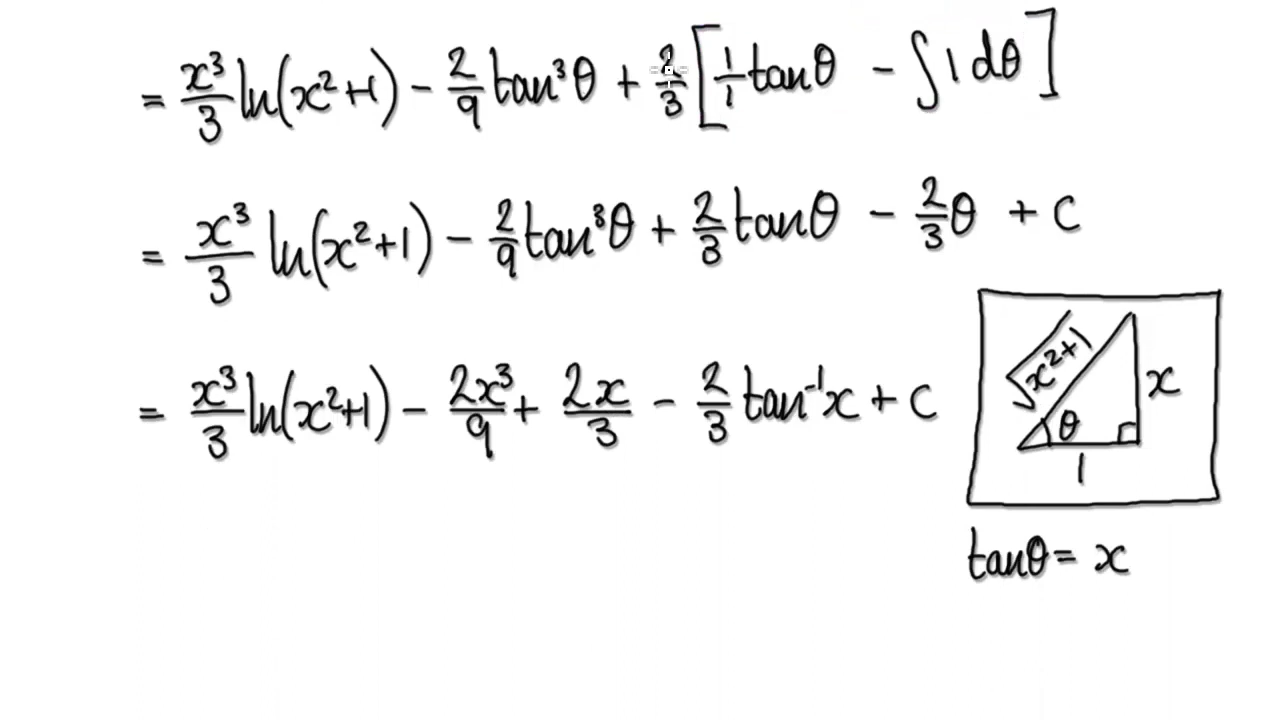 = x³/3 ln(x²+1) - 2/9 tan³θ + 2/3 [1/1 tanθ - ∫1 dθ]
= x³/3 ln(x²+1) - 2/9 tan³θ + 2/3 tanθ - 2/3 θ + C
= x³/3 ln(x²+1) - 2x³/9 + 2x/3 - 2/3 tan⁻¹x + C
√x²+1
x
θ
1
tanθ = x